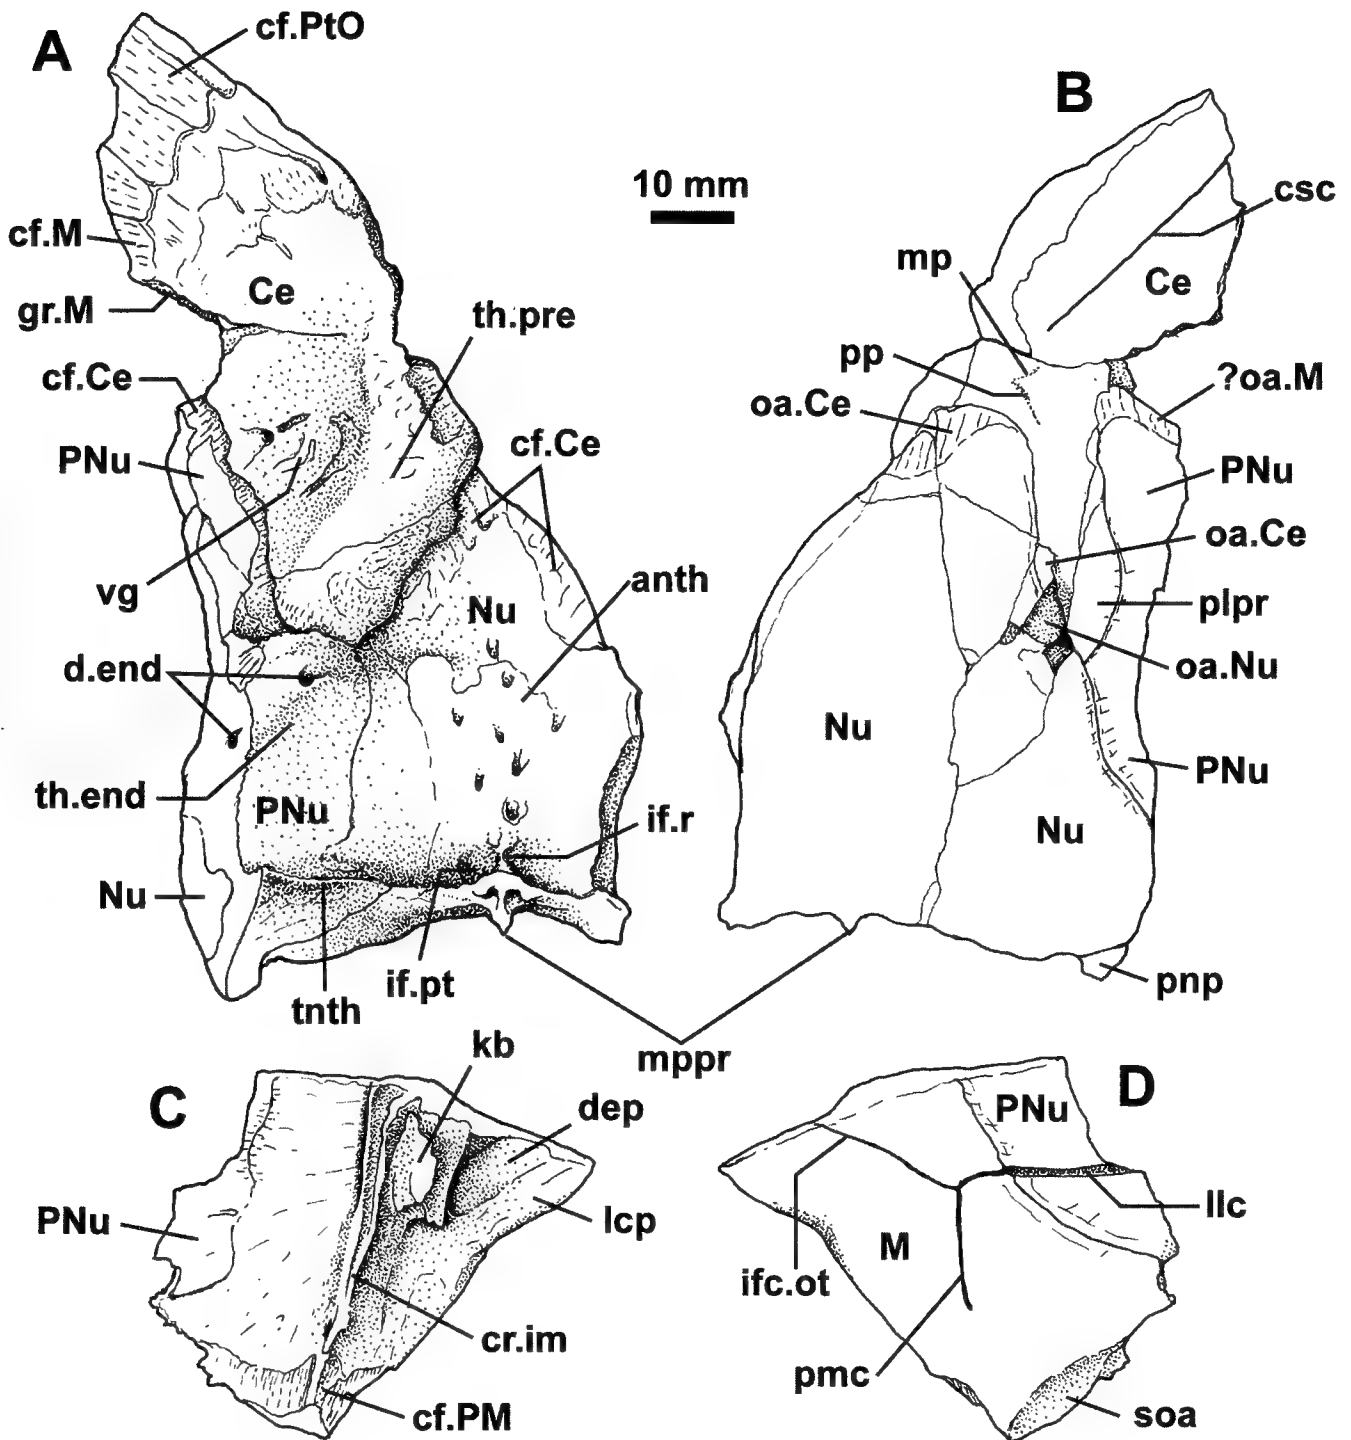 A
cf.PtO
B
10 mm
csc
cf.M
mp
Ce
Ce
gr.M
th.pre
pp
cf.Ce
?oa.M
oa.Ce
cf.Ce
PNu
PNu
oa.Ce
vg
anth
Nu
plpr
d.end
oa.Nu
Nu
PNu
th.end
PNu
if.r
Nu
Nu
if.pt
pnp
tnth
mppr
kb
C
dep
D
PNu
PNu
lcp
llc
M
ifc.ot
cr.im
pmc
cf.PM
soa